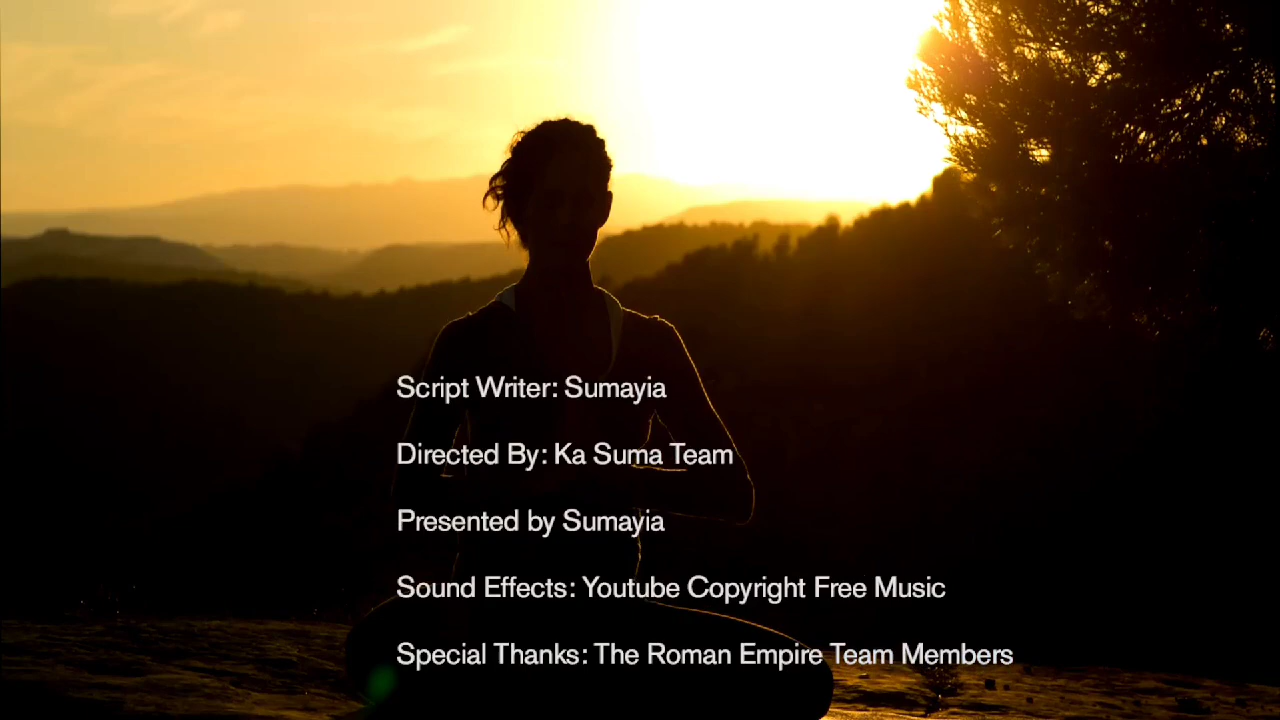 Script Writer: Sumayia
Directed By: Ka Suma Team
Presented by Sumayia
Sound Effects: Youtube Copyright Free Music
Special Thanks: The Roman Empire Team Members